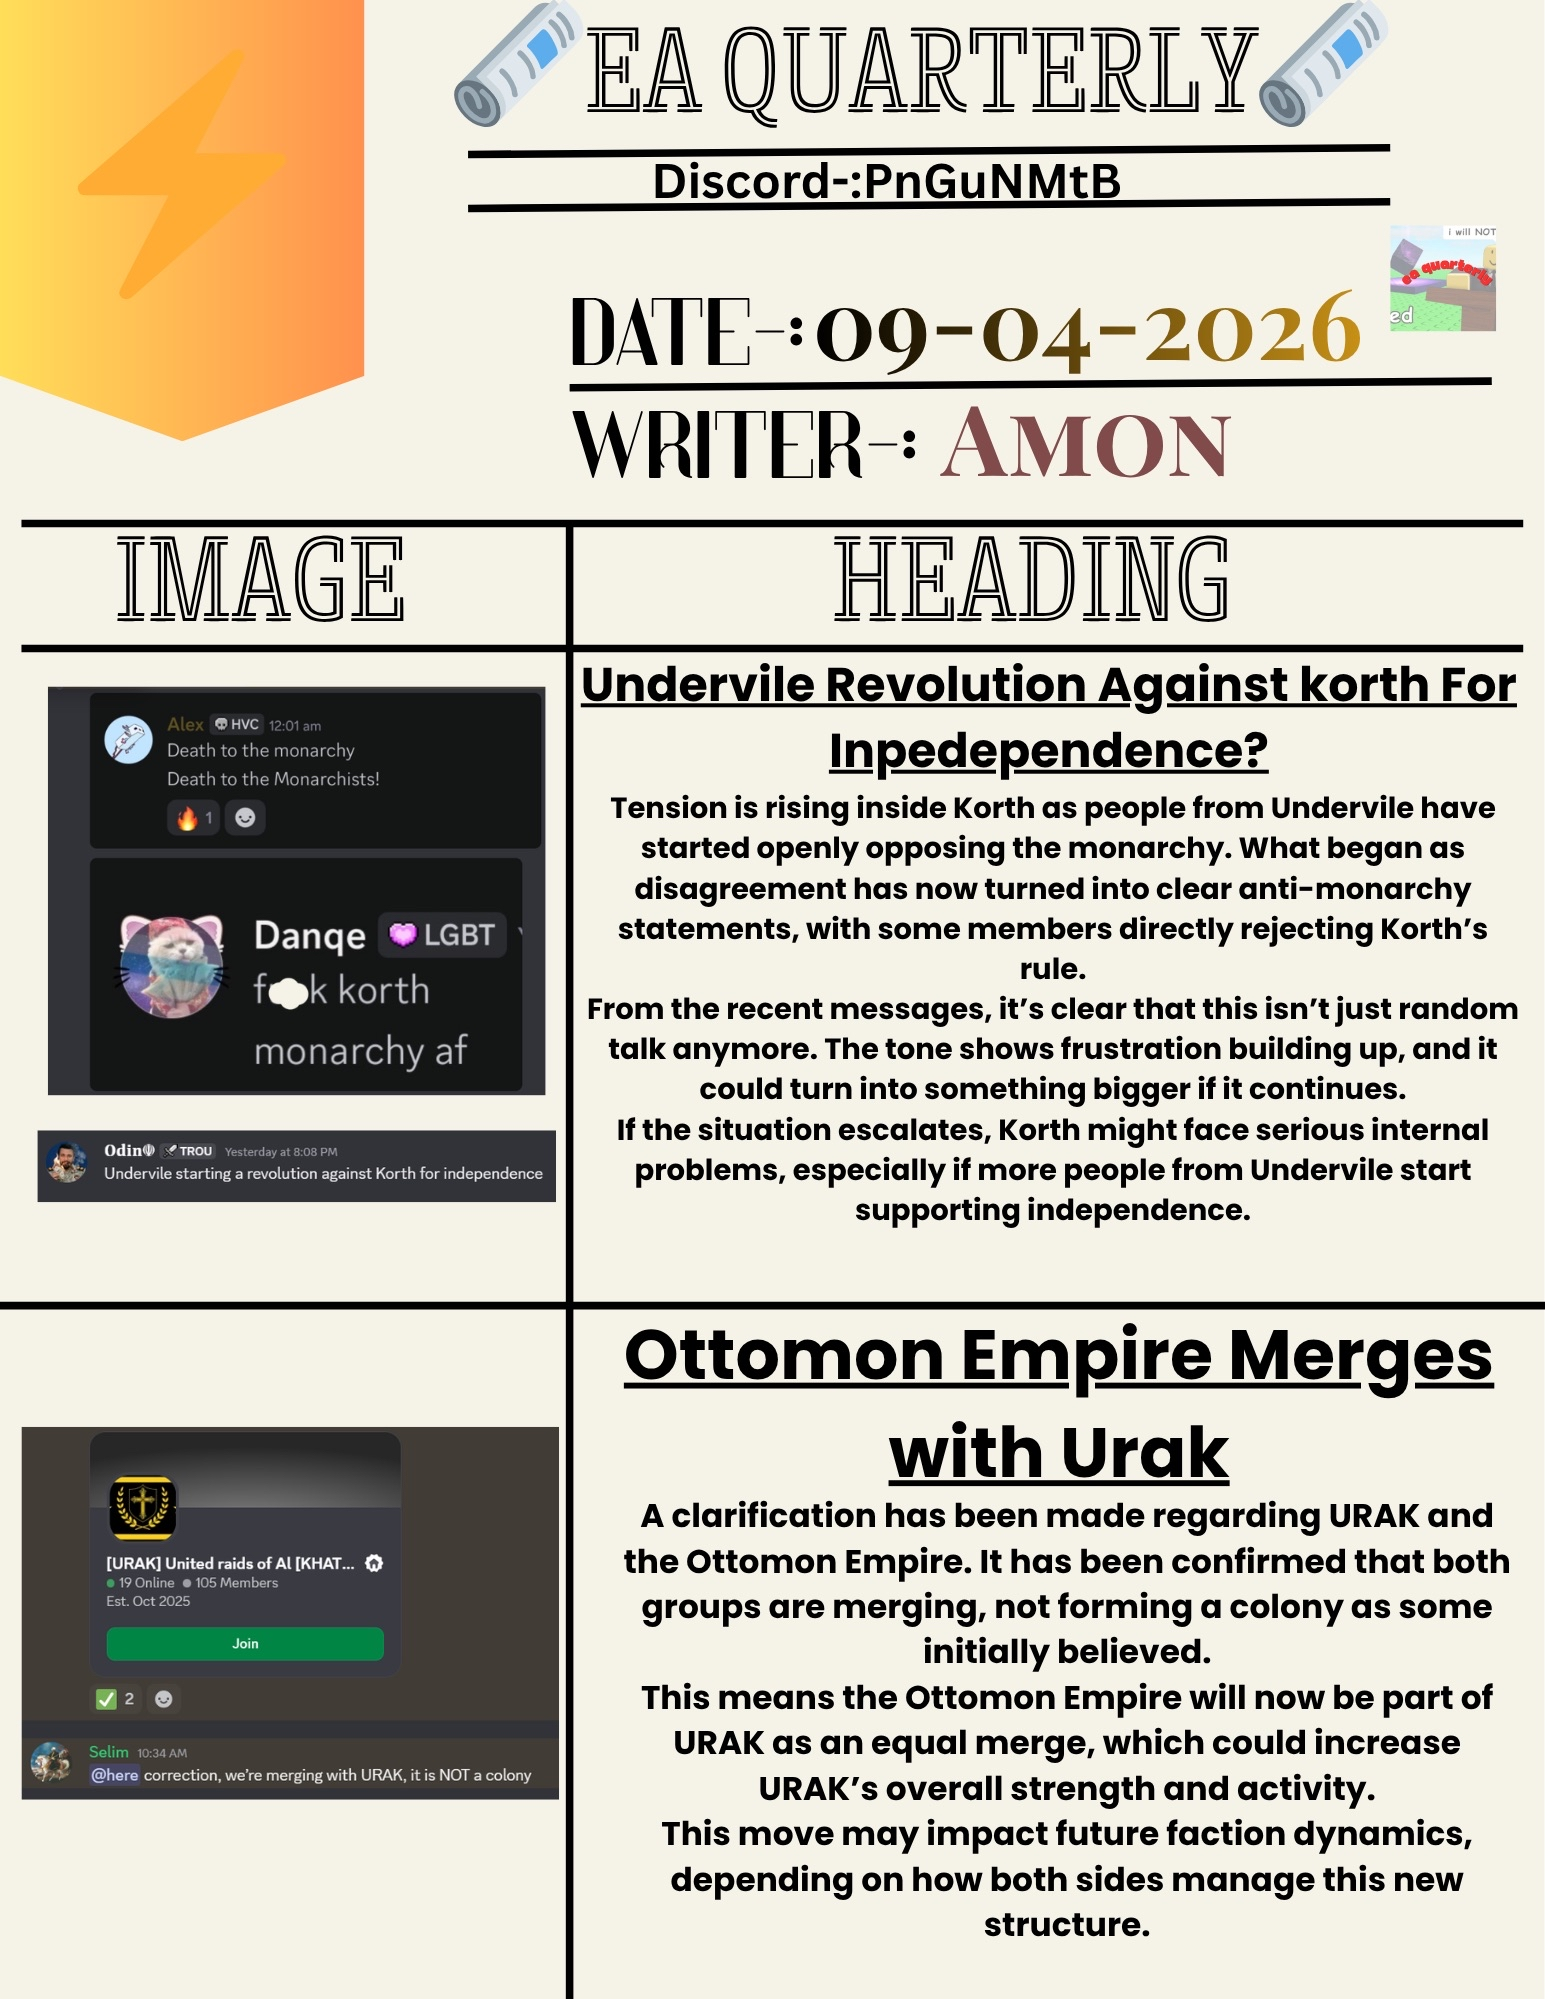 EA QUARTERLY
Discord-:PnGuNMtB
i will NOT
ea quarterly
ed
DATE-:09-04-2026
WRITER-: AMON
IMAGE
HEADING
Alex HVC 12:01 am
Death to the monarchy
Death to the Monarchists!
1
Danqe LGBT
f k korth
monarchy af
Odin TROU Yesterday at 8:08 PM
Undervile starting a revolution against Korth for independence
Undervile Revolution Against korth For
Inpedependence?
Tension is rising inside Korth as people from Undervile have
started openly opposing the monarchy. What began as
disagreement has now turned into clear anti-monarchy
statements, with some members directly rejecting Korth’s
rule.
From the recent messages, it’s clear that this isn’t just random
talk anymore. The tone shows frustration building up, and it
could turn into something bigger if it continues.
If the situation escalates, Korth might face serious internal
problems, especially if more people from Undervile start
supporting independence.
[URAK] United raids of Al [KHAT...
19 Online 105 Members
Est. Oct 2025
Join
2
Selim 10:34 AM
@here correction, we’re merging with URAK, it is NOT a colony
Ottomon Empire Merges
with Urak
A clarification has been made regarding URAK and
the Ottomon Empire. It has been confirmed that both
groups are merging, not forming a colony as some
initially believed.
This means the Ottomon Empire will now be part of
URAK as an equal merge, which could increase
URAK’s overall strength and activity.
This move may impact future faction dynamics,
depending on how both sides manage this new
structure.